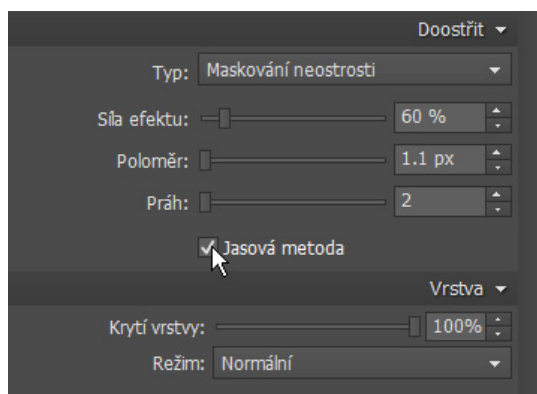 Doostřit
Typ: Maskování neostrosti
Síla efektu: 60 %
Poloměr: 1.1 px
Práh: 2
Jasová metoda
Vrstva
Krytí vrstvy: 100%
Režim: Normální